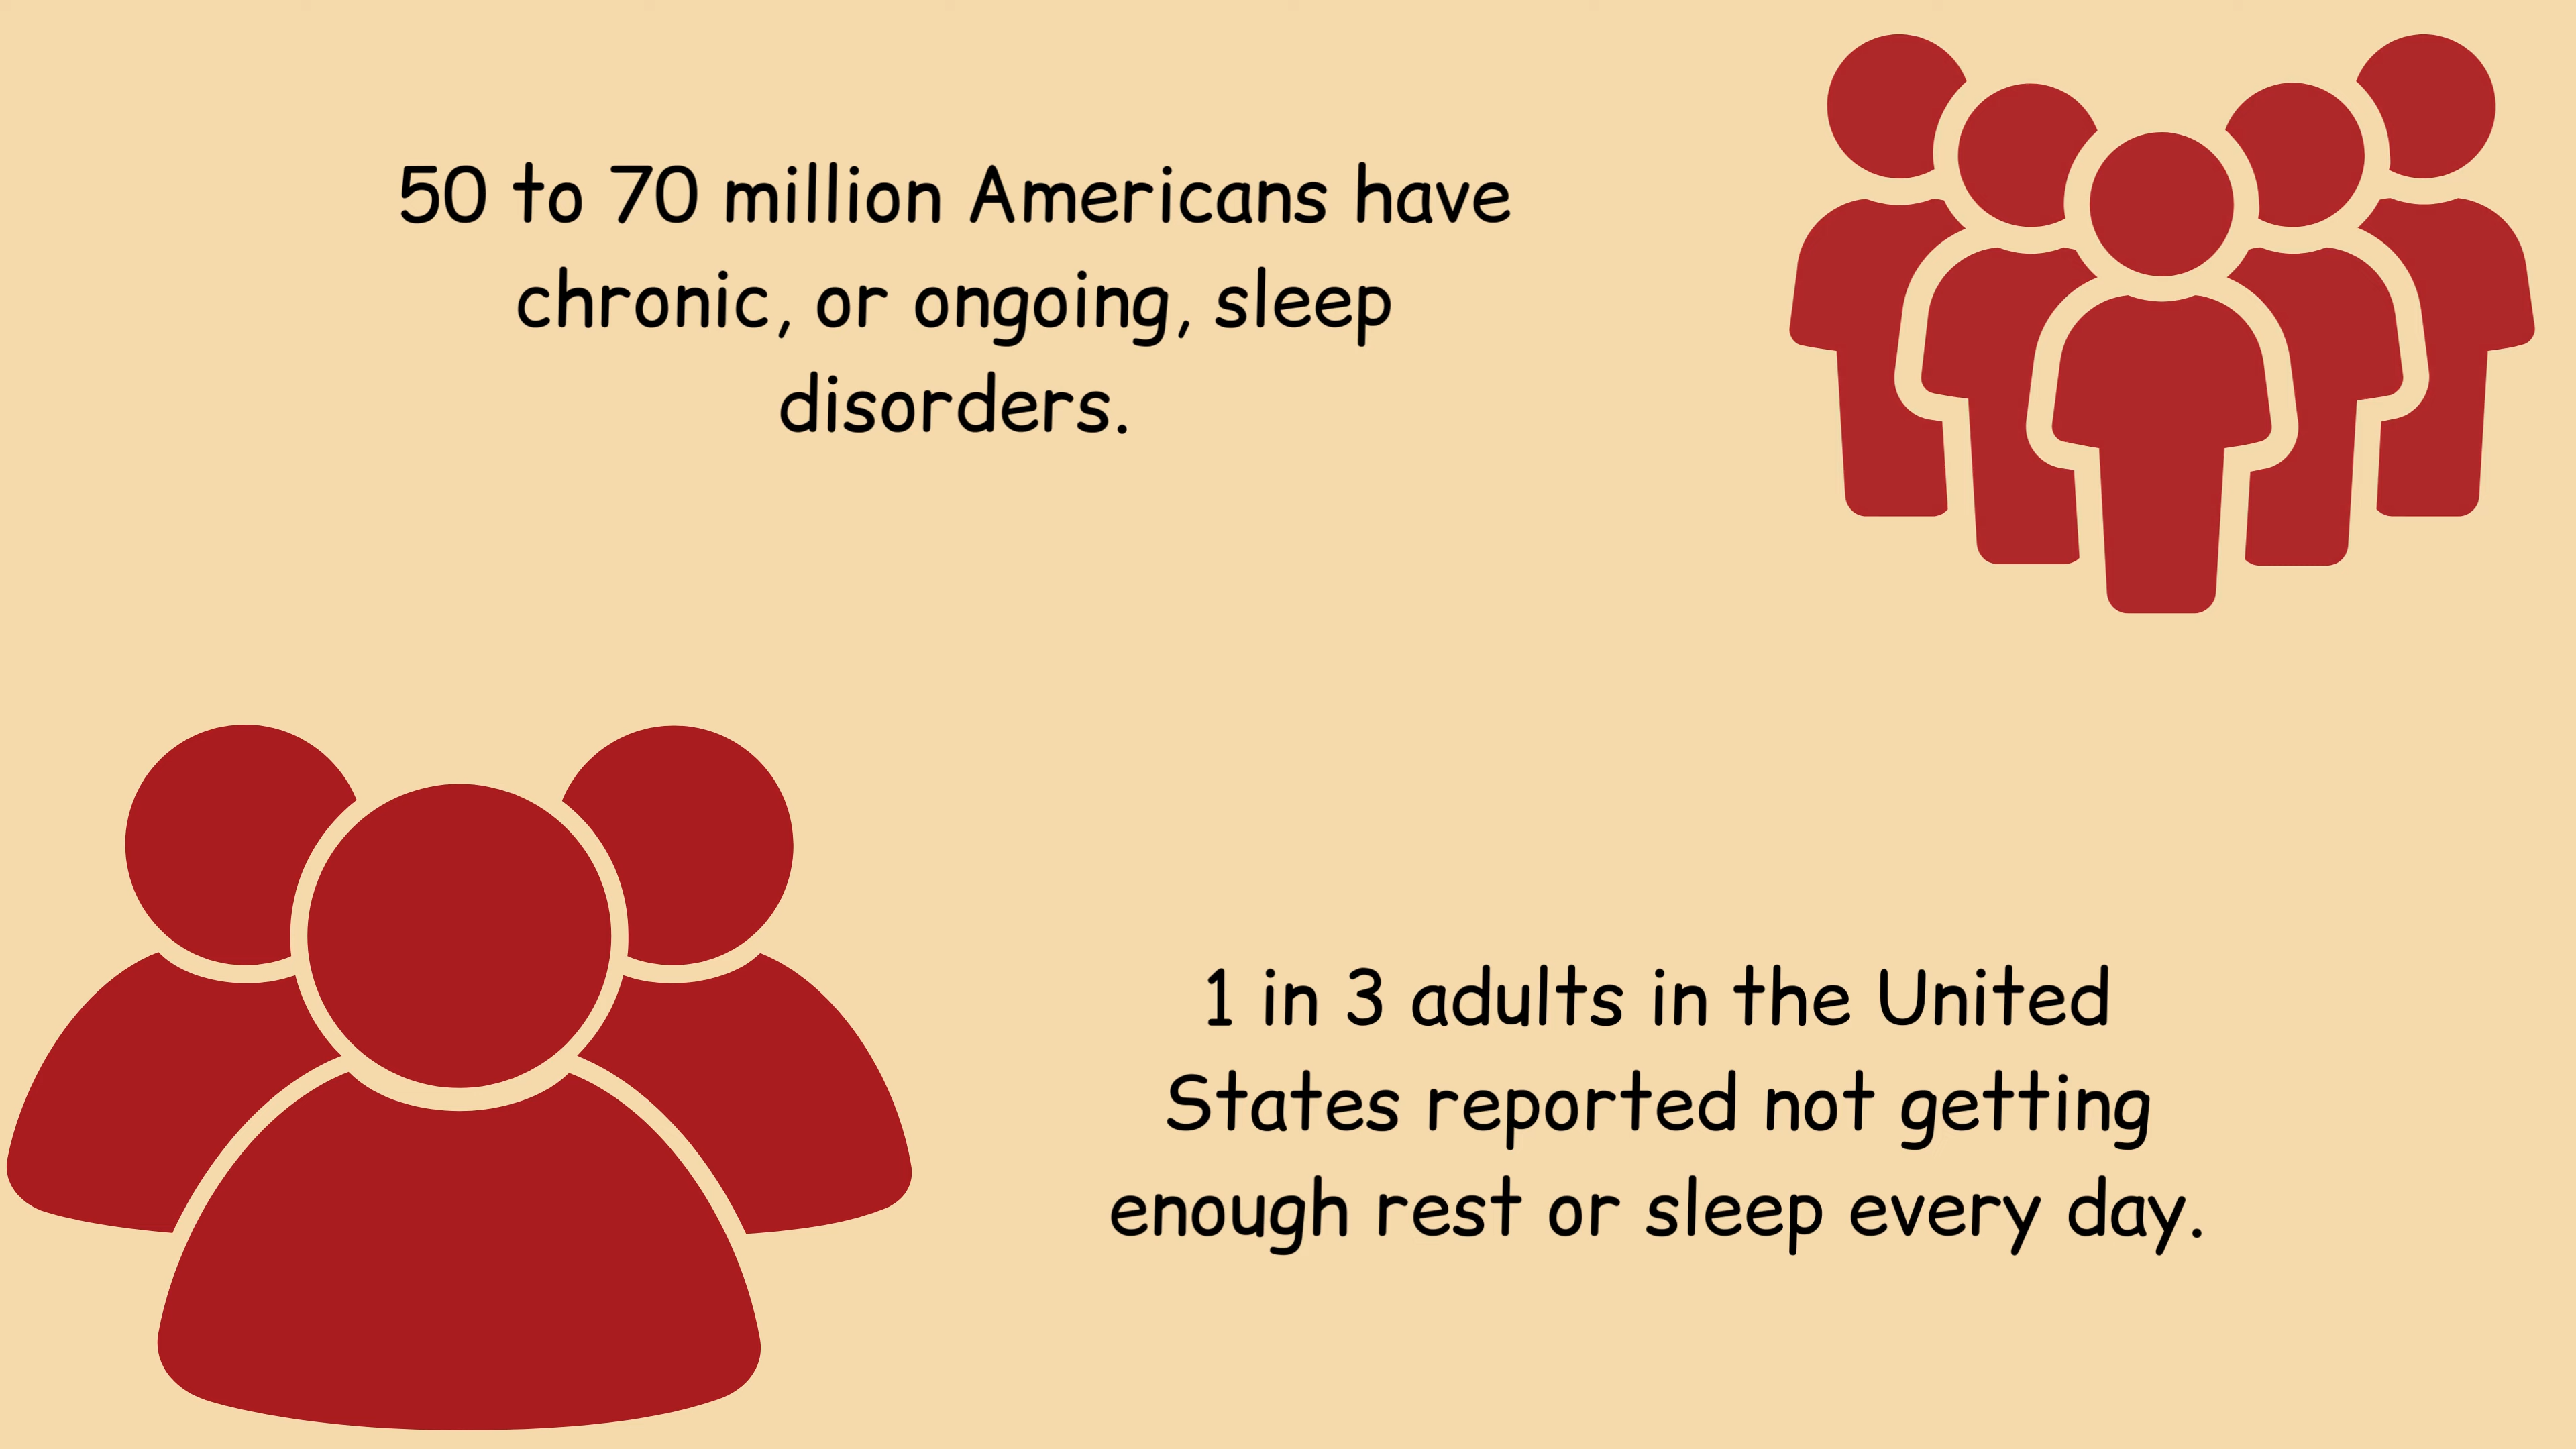 50 to 70 million Americans have
chronic, or ongoing, sleep
disorders.
1 in 3 adults in the United
States reported not getting
enough rest or sleep every day.